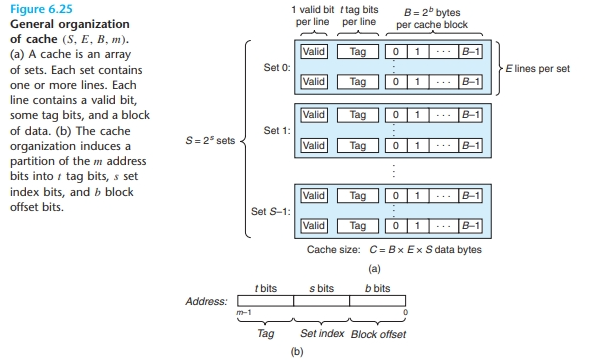 Figure 6.25
General organization
of cache (S, E, B, m).
(a) A cache is an array
of sets. Each set contains
one or more lines. Each
line contains a valid bit,
some tag bits, and a block
of data. (b) The cache
organization induces a
partition of the m address
bits into t tag bits, s set
index bits, and b block
offset bits.
1 valid bit t tag bits B = 2ᵇ bytes
per line per line per cache block
Valid Tag 0 1 · · · B–1
Set 0: E lines per set
Valid Tag 0 1 · · · B–1
Valid Tag 0 1 · · · B–1
Set 1:
S = 2ˢ sets
Valid Tag 0 1 · · · B–1
Valid Tag 0 1 · · · B–1
Set S–1:
Valid Tag 0 1 · · · B–1
Cache size: C = B x E x S data bytes
(a)
t bits s bits b bits
Address:
m–1 0
Tag Set index Block offset
(b)